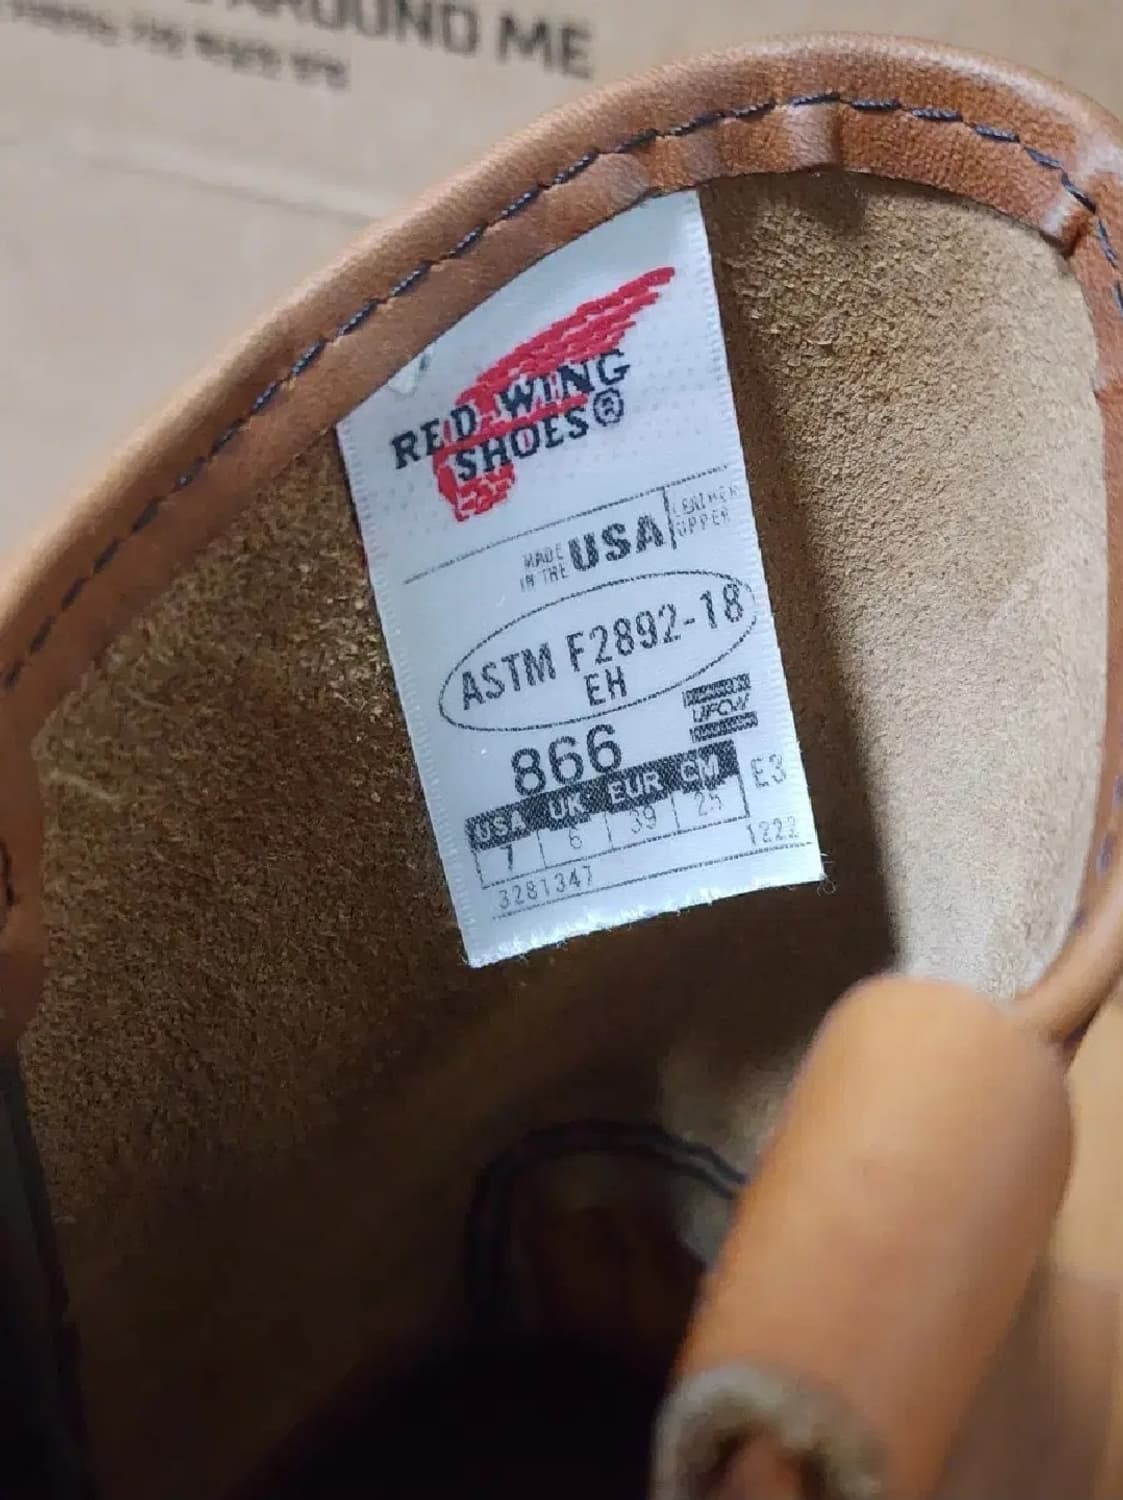 AROUND ME
RED WING
SHOES®
MADE IN THE USA
LEATHER UPPER
ASTM F2892-18
EH
866
UFCW
USA UK EUR CM
7 6 39 25 E3
3281347 1222